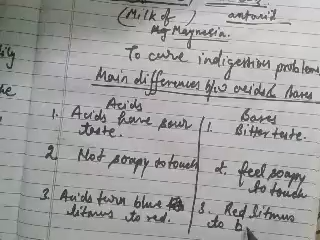 (Milk of) antacid
Mg Magnesia.
To cure indigestion problems
Main differences b/w acids & Bases
Acids
1. Acids have sour
taste.
2. Not soapy to touch
3. Acids turn blue
litmus to red.
Bases
1. Bitter taste.
2. feel soapy
to touch
3. Red litmus
to b